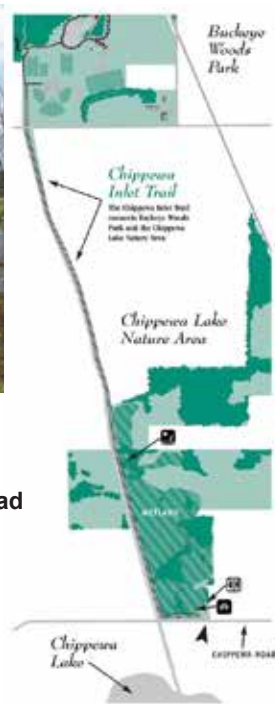 Buckeye
Woods
Park
Chippewa
Inlet Trail
The Chippewa Inlet Trail
connects Buckeye Woods
Park and the Chippewa
Lake Nature Area
Chippewa Lake
Nature Area
ad
WETLAND
CHIPPEWA ROAD
Chippewa
Lake